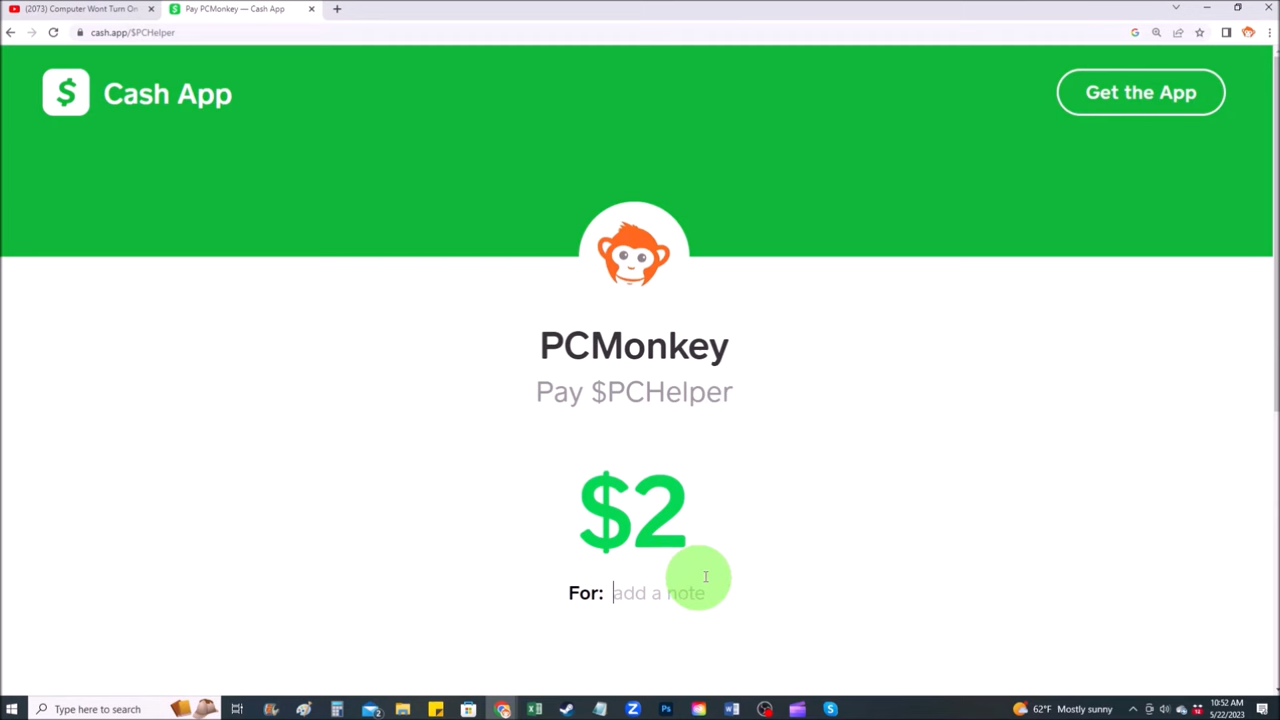 (2073) Computer Wont Turn On
Pay PCMonkey — Cash App
cash.app/$PCHelper
$ Cash App
Get the App
PCMonkey
Pay $PCHelper
$2
For: add a note
Type here to search
62°F Mostly sunny
10:52 AM
5/22/2023